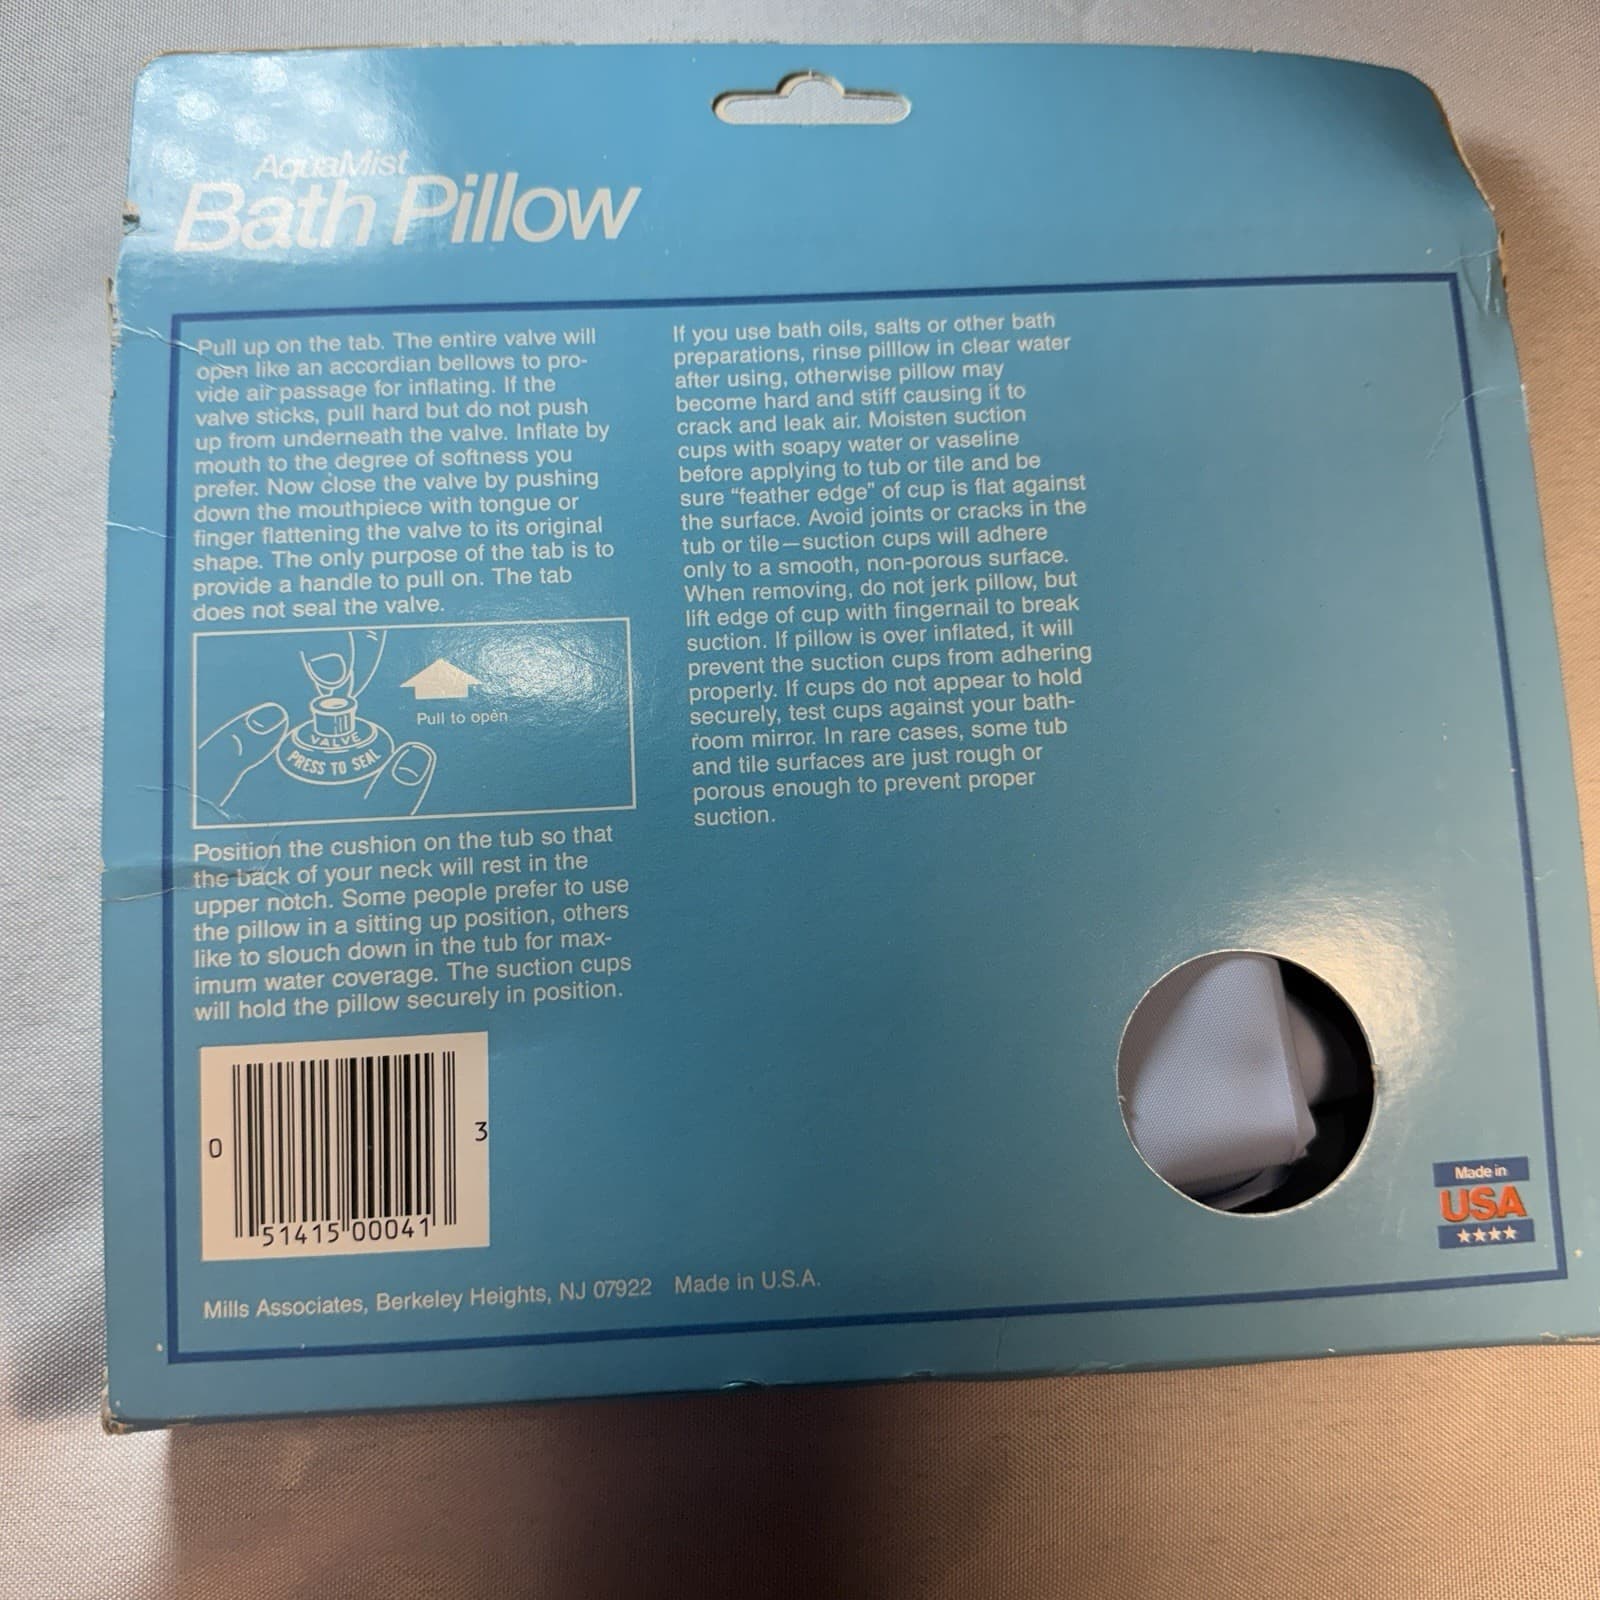 AquaMist
Bath Pillow
Pull up on the tab. The entire valve will
open like an accordian bellows to pro-
vide air passage for inflating. If the
valve sticks, pull hard but do not push
up from underneath the valve. Inflate by
mouth to the degree of softness you
prefer. Now close the valve by pushing
down the mouthpiece with tongue or
finger flattening the valve to its original
shape. The only purpose of the tab is to
provide a handle to pull on. The tab
does not seal the valve.
Pull to open
VALVE
PRESS TO SEAL
Position the cushion on the tub so that
the back of your neck will rest in the
upper notch. Some people prefer to use
the pillow in a sitting up position, others
like to slouch down in the tub for max-
imum water coverage. The suction cups
will hold the pillow securely in position.
If you use bath oils, salts or other bath
preparations, rinse pilllow in clear water
after using, otherwise pillow may
become hard and stiff causing it to
crack and leak air. Moisten suction
cups with soapy water or vaseline
before applying to tub or tile and be
sure “feather edge” of cup is flat against
the surface. Avoid joints or cracks in the
tub or tile—suction cups will adhere
only to a smooth, non-porous surface.
When removing, do not jerk pillow, but
lift edge of cup with fingernail to break
suction. If pillow is over inflated, it will
prevent the suction cups from adhering
properly. If cups do not appear to hold
securely, test cups against your bath-
room mirror. In rare cases, some tub
and tile surfaces are just rough or
porous enough to prevent proper
suction.
0 51415 00041 3
Made in
USA
Mills Associates, Berkeley Heights, NJ 07922 Made in U.S.A.